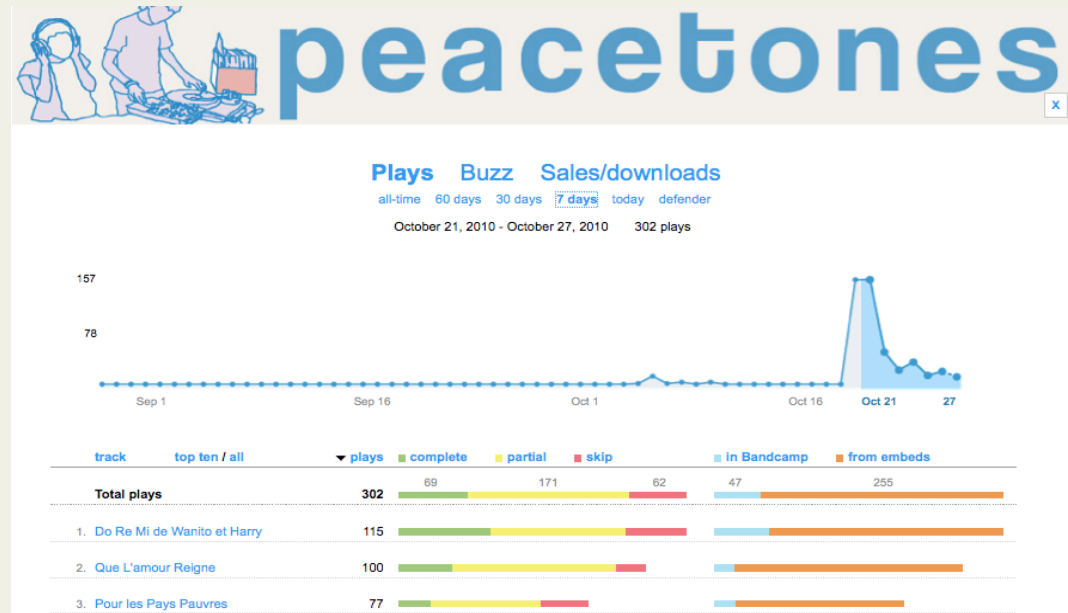 peacetones
x
Plays Buzz Sales/downloads
all-time 60 days 30 days 7 days today defender
October 21, 2010 - October 27, 2010 302 plays
157
78
Sep 1 Sep 16 Oct 1 Oct 16 Oct 21 27
track top ten / all plays complete partial skip in Bandcamp from embeds
69 171 62 47 255
Total plays 302
1. Do Re Mi de Wanito et Harry 115
2. Que L'amour Reigne 100
3. Pour les Pays Pauvres 77